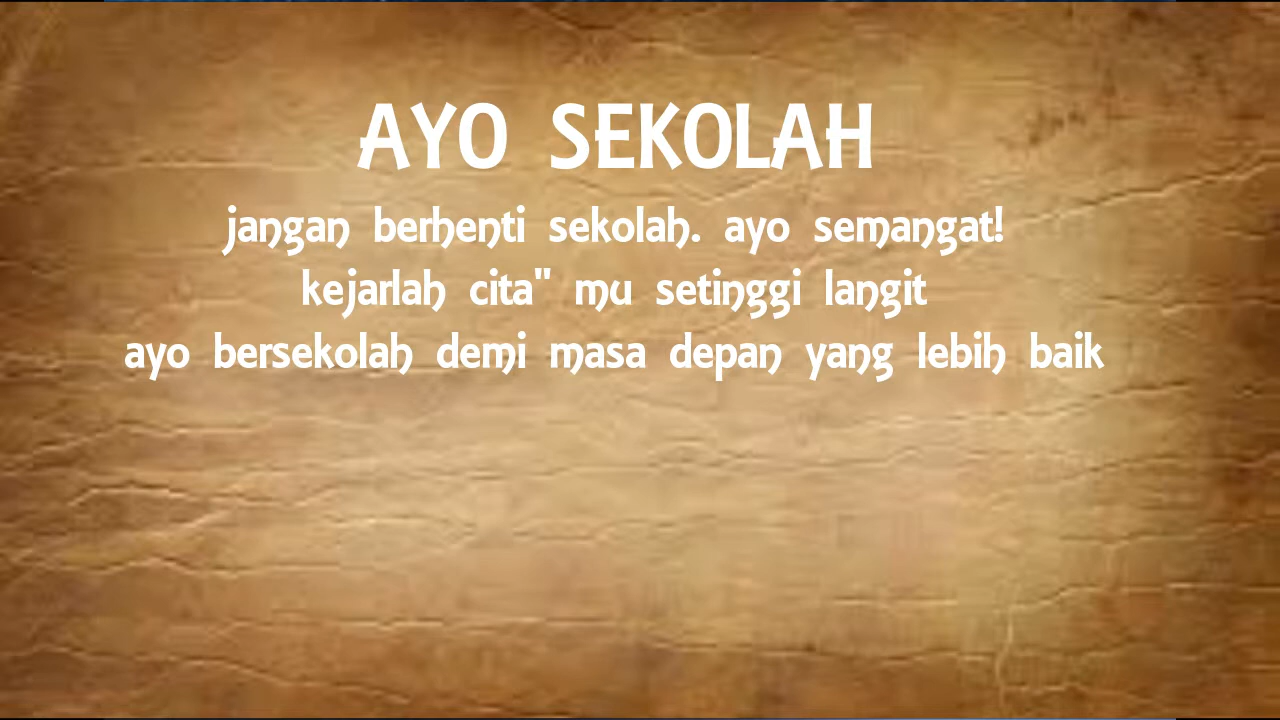 AYO SEKOLAH
jangan berhenti sekolah. ayo semangat!
kejarlah cita" mu setinggi langit
ayo bersekolah demi masa depan yang lebih baik